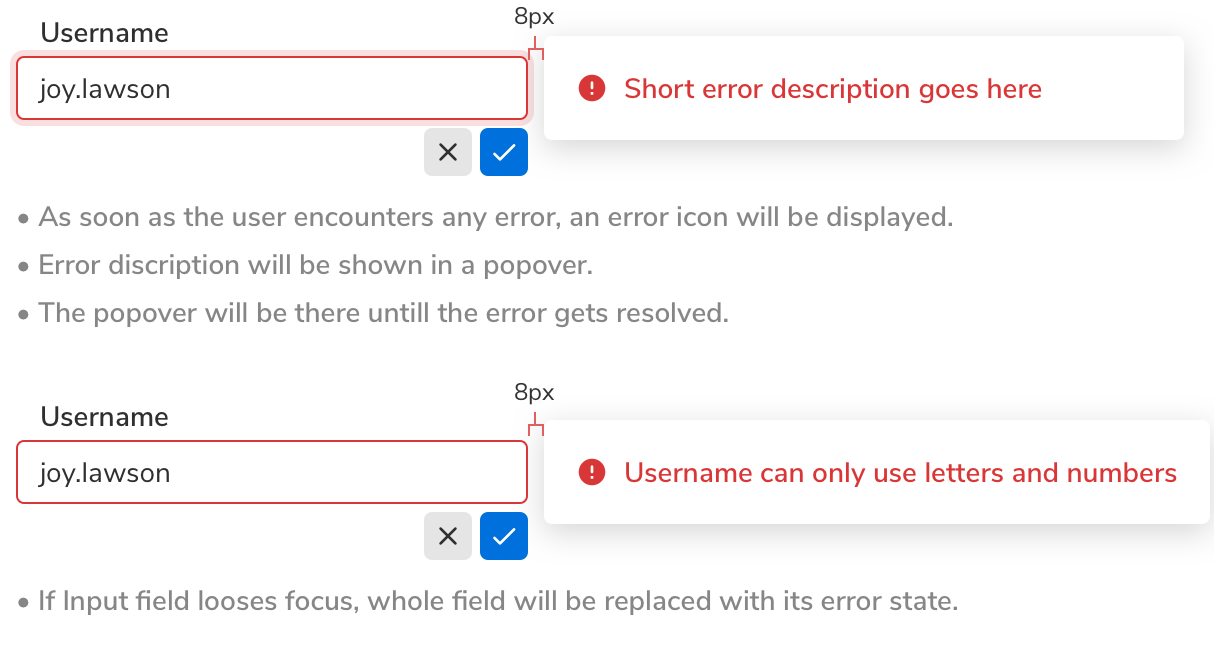 Username
8px
joy.lawson
Short error description goes here
• As soon as the user encounters any error, an error icon will be displayed.
• Error discription will be shown in a popover.
• The popover will be there untill the error gets resolved.
8px
Username
joy.lawson
Username can only use letters and numbers
• If Input field looses focus, whole field will be replaced with its error state.